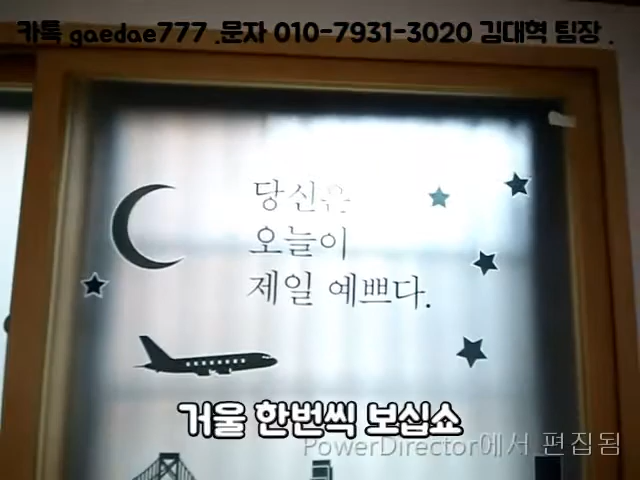 카톡 gaedae777 .문자 010-7931-3020 김대혁 팀장 .
당신은
오늘이
제일 예쁘다.
거울 한번씩 보십쇼
PowerDirector에서 편집됨